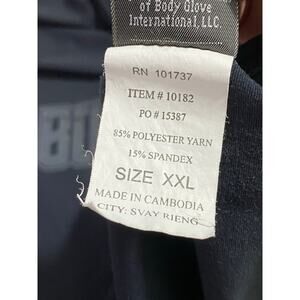 of Body Glove
International, LLC.
RN 101737
ITEM # 10182
PO # 15387
85% POLYESTER YARN
15% SPANDEX
SIZE XXL
MADE IN CAMBODIA
CITY: SVAY RIENG